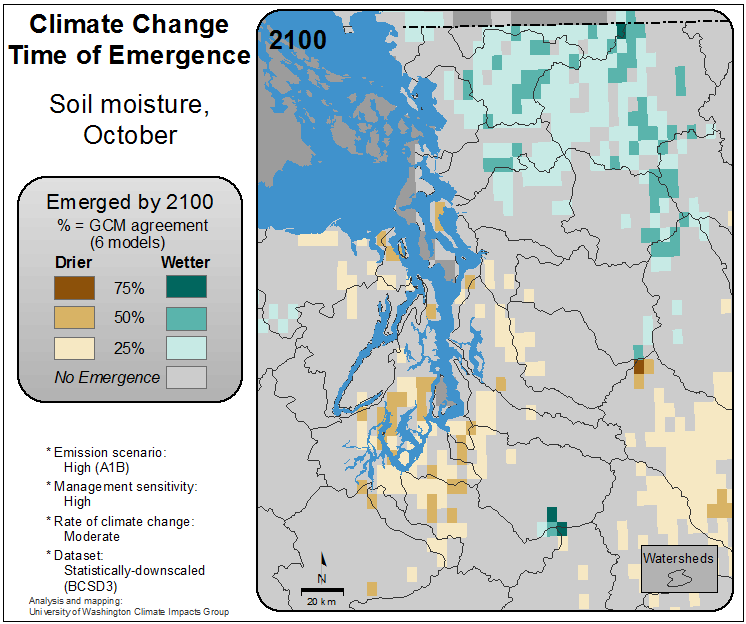 Climate Change
Time of Emergence
Soil moisture,
October
Emerged by 2100
% = GCM agreement
(6 models)
Drier Wetter
75%
50%
25%
No Emergence
* Emission scenario:
High (A1B)
* Management sensitivity:
High
* Rate of climate change:
Moderate
* Dataset:
Statistically-downscaled
(BCSD3)
Analysis and mapping:
University of Washington Climate Impacts Group
2100
N
20 km
Watersheds